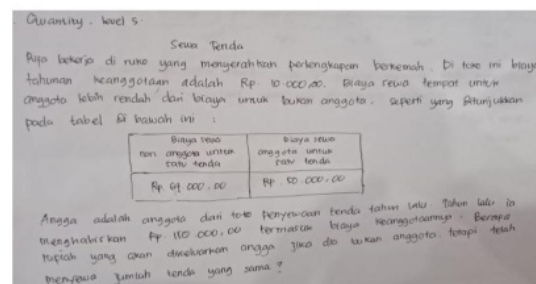 Quantity. level 5.
Sewa Tenda
bekerja di yang perlengkapan berkemah. Di toko ini biaya
tahunan keanggotaan adalah Rp. 10.000,00. Biaya sewa tempat untuk
anggota lebih rendah dari biaya untuk bukan anggota. seperti yang ditunjukkan
pada tabel di bawah ini :
Biaya sewa non anggota untuk satu tenda
Biaya sewa anggota untuk satu tenda
Rp. .000.00
Rp. 50.000,00
Angga adalah anggota dari toko penyewaan tenda tahun lalu. Tahun lalu ia
menghabiskan Rp. 110.000,00 termasuk biaya keanggotaannya. Berapa
rupiah yang akan dikeluarkan angga jika dia bukan anggota, tetapi telah
menyewa jumlah tenda yang sama?